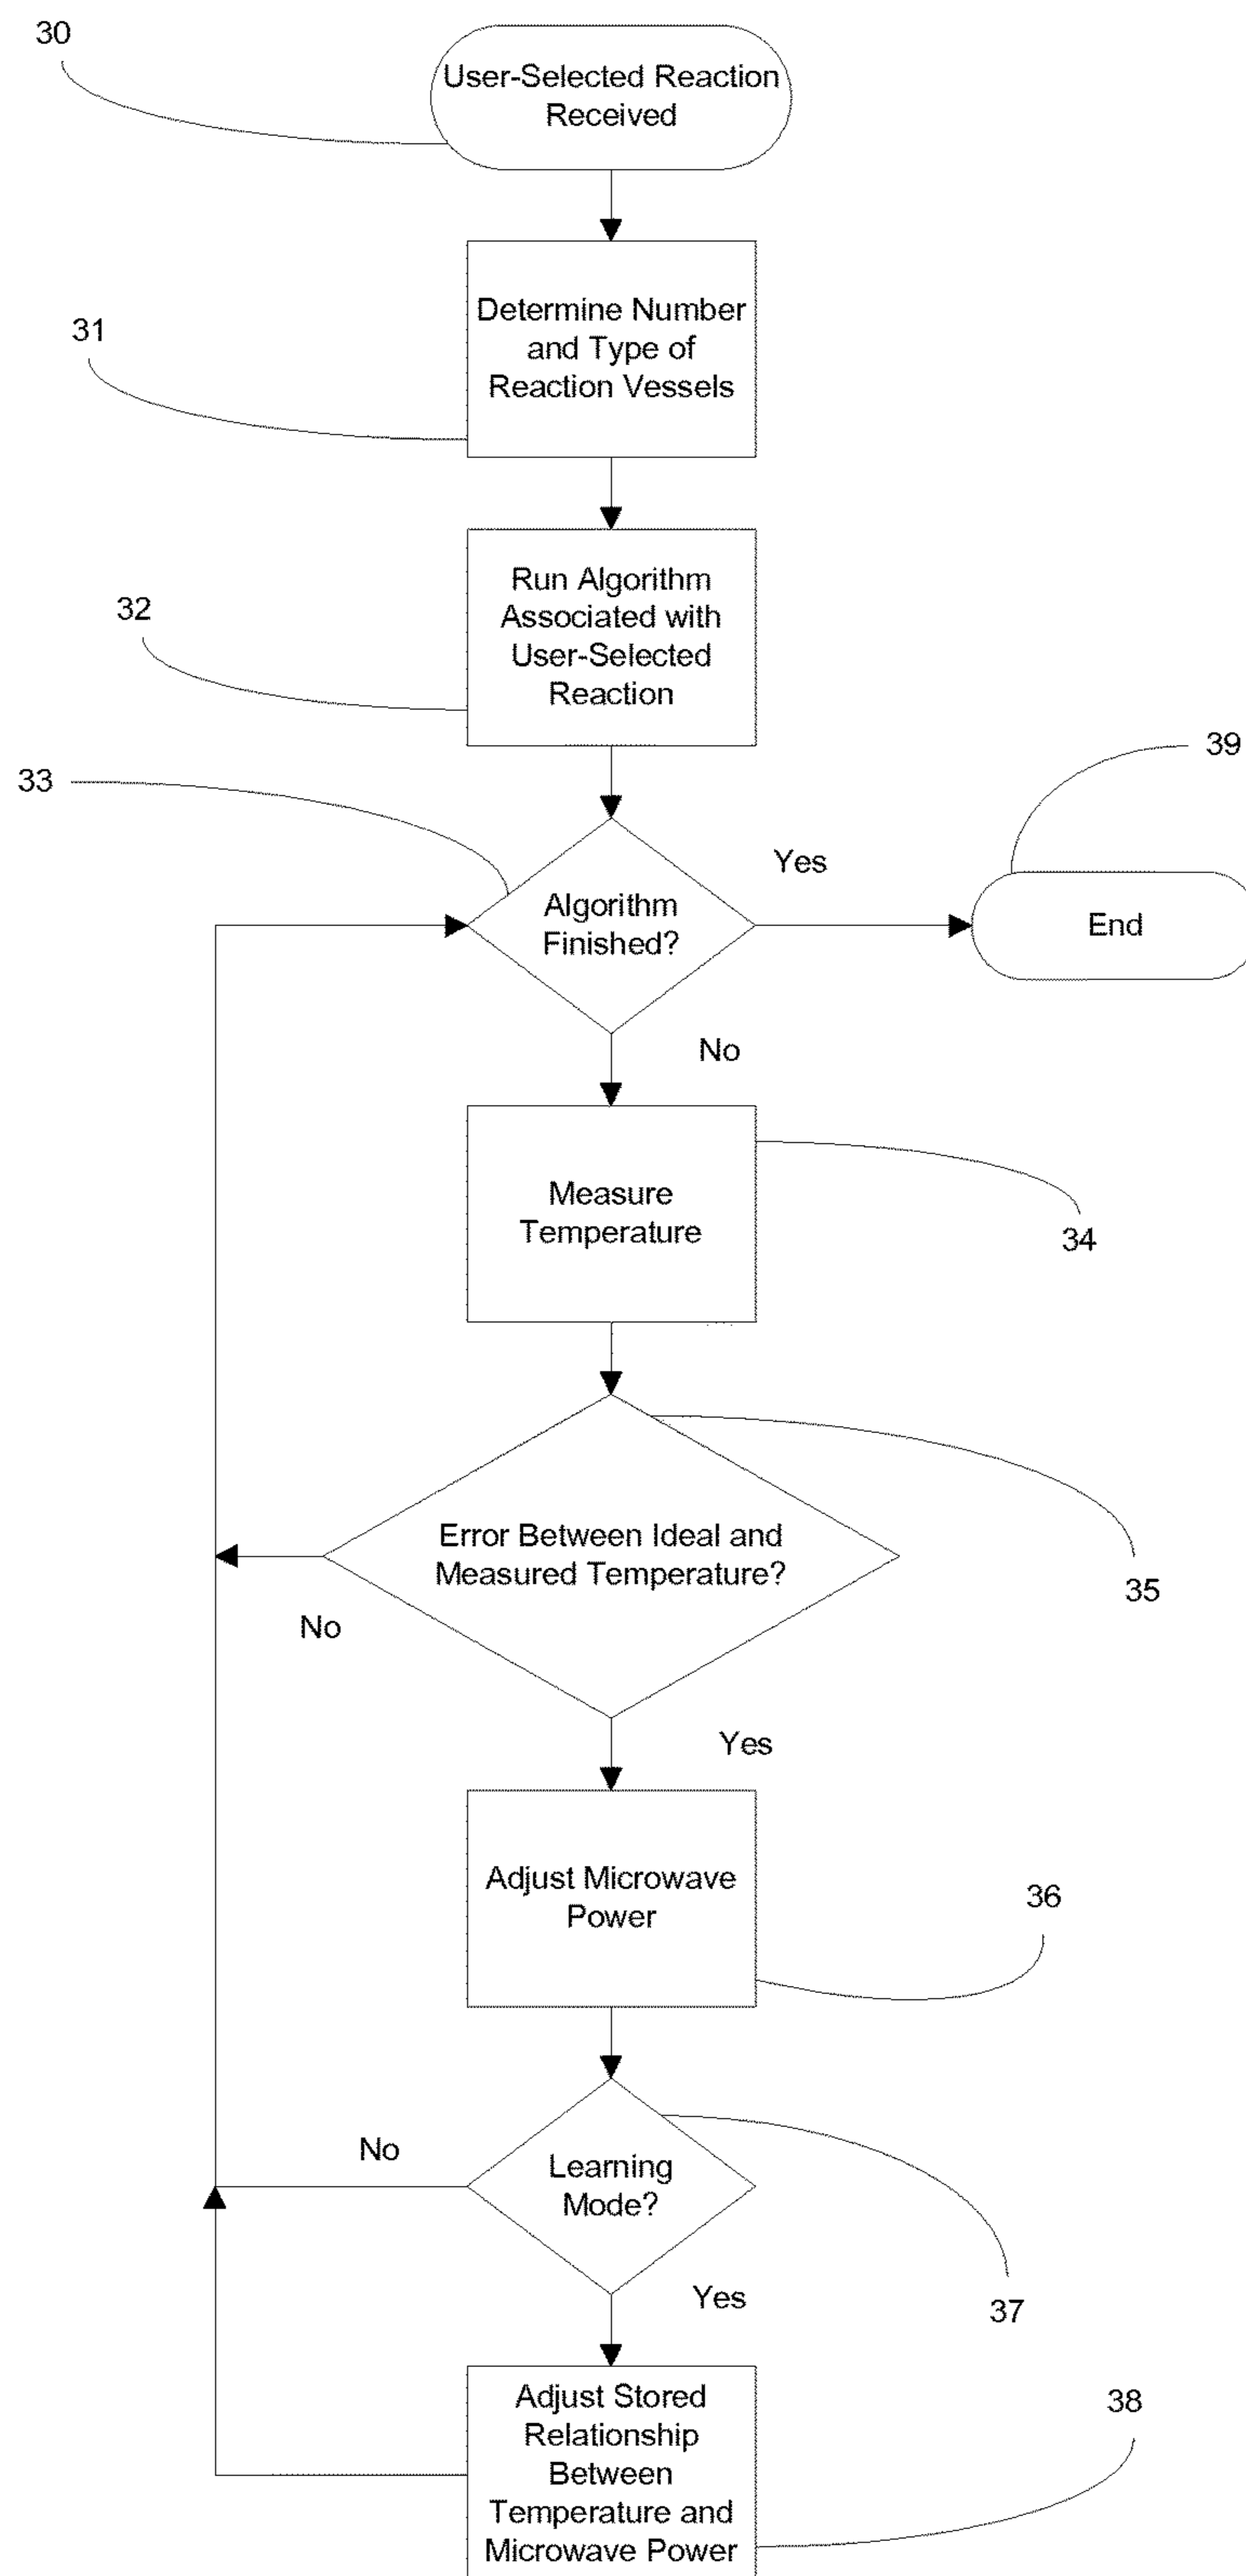 30
User-Selected Reaction
Received
31
Determine Number
and Type of
Reaction Vessels
32
Run Algorithm
Associated with
User-Selected
Reaction
33
39
Yes
Algorithm
Finished?
End
No
Measure
Temperature
34
Error Between Ideal and
Measured Temperature?
35
No
Yes
Adjust Microwave
Power
36
No
Learning
Mode?
37
Yes
Adjust Stored
Relationship
Between
Temperature and
Microwave Power
38